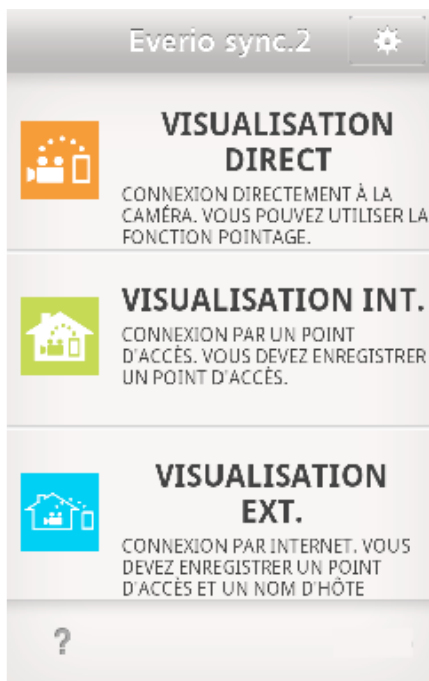 Everio sync.2
VISUALISATION
DIRECT
CONNEXION DIRECTEMENT À LA
CAMÉRA. VOUS POUVEZ UTILISER LA
FONCTION POINTAGE.
VISUALISATION INT.
CONNEXION PAR UN POINT
D'ACCÈS. VOUS DEVEZ ENREGISTRER
UN POINT D'ACCÈS.
VISUALISATION
EXT.
CONNEXION PAR INTERNET. VOUS
DEVEZ ENREGISTRER UN POINT
D'ACCÈS ET UN NOM D'HÔTE
?